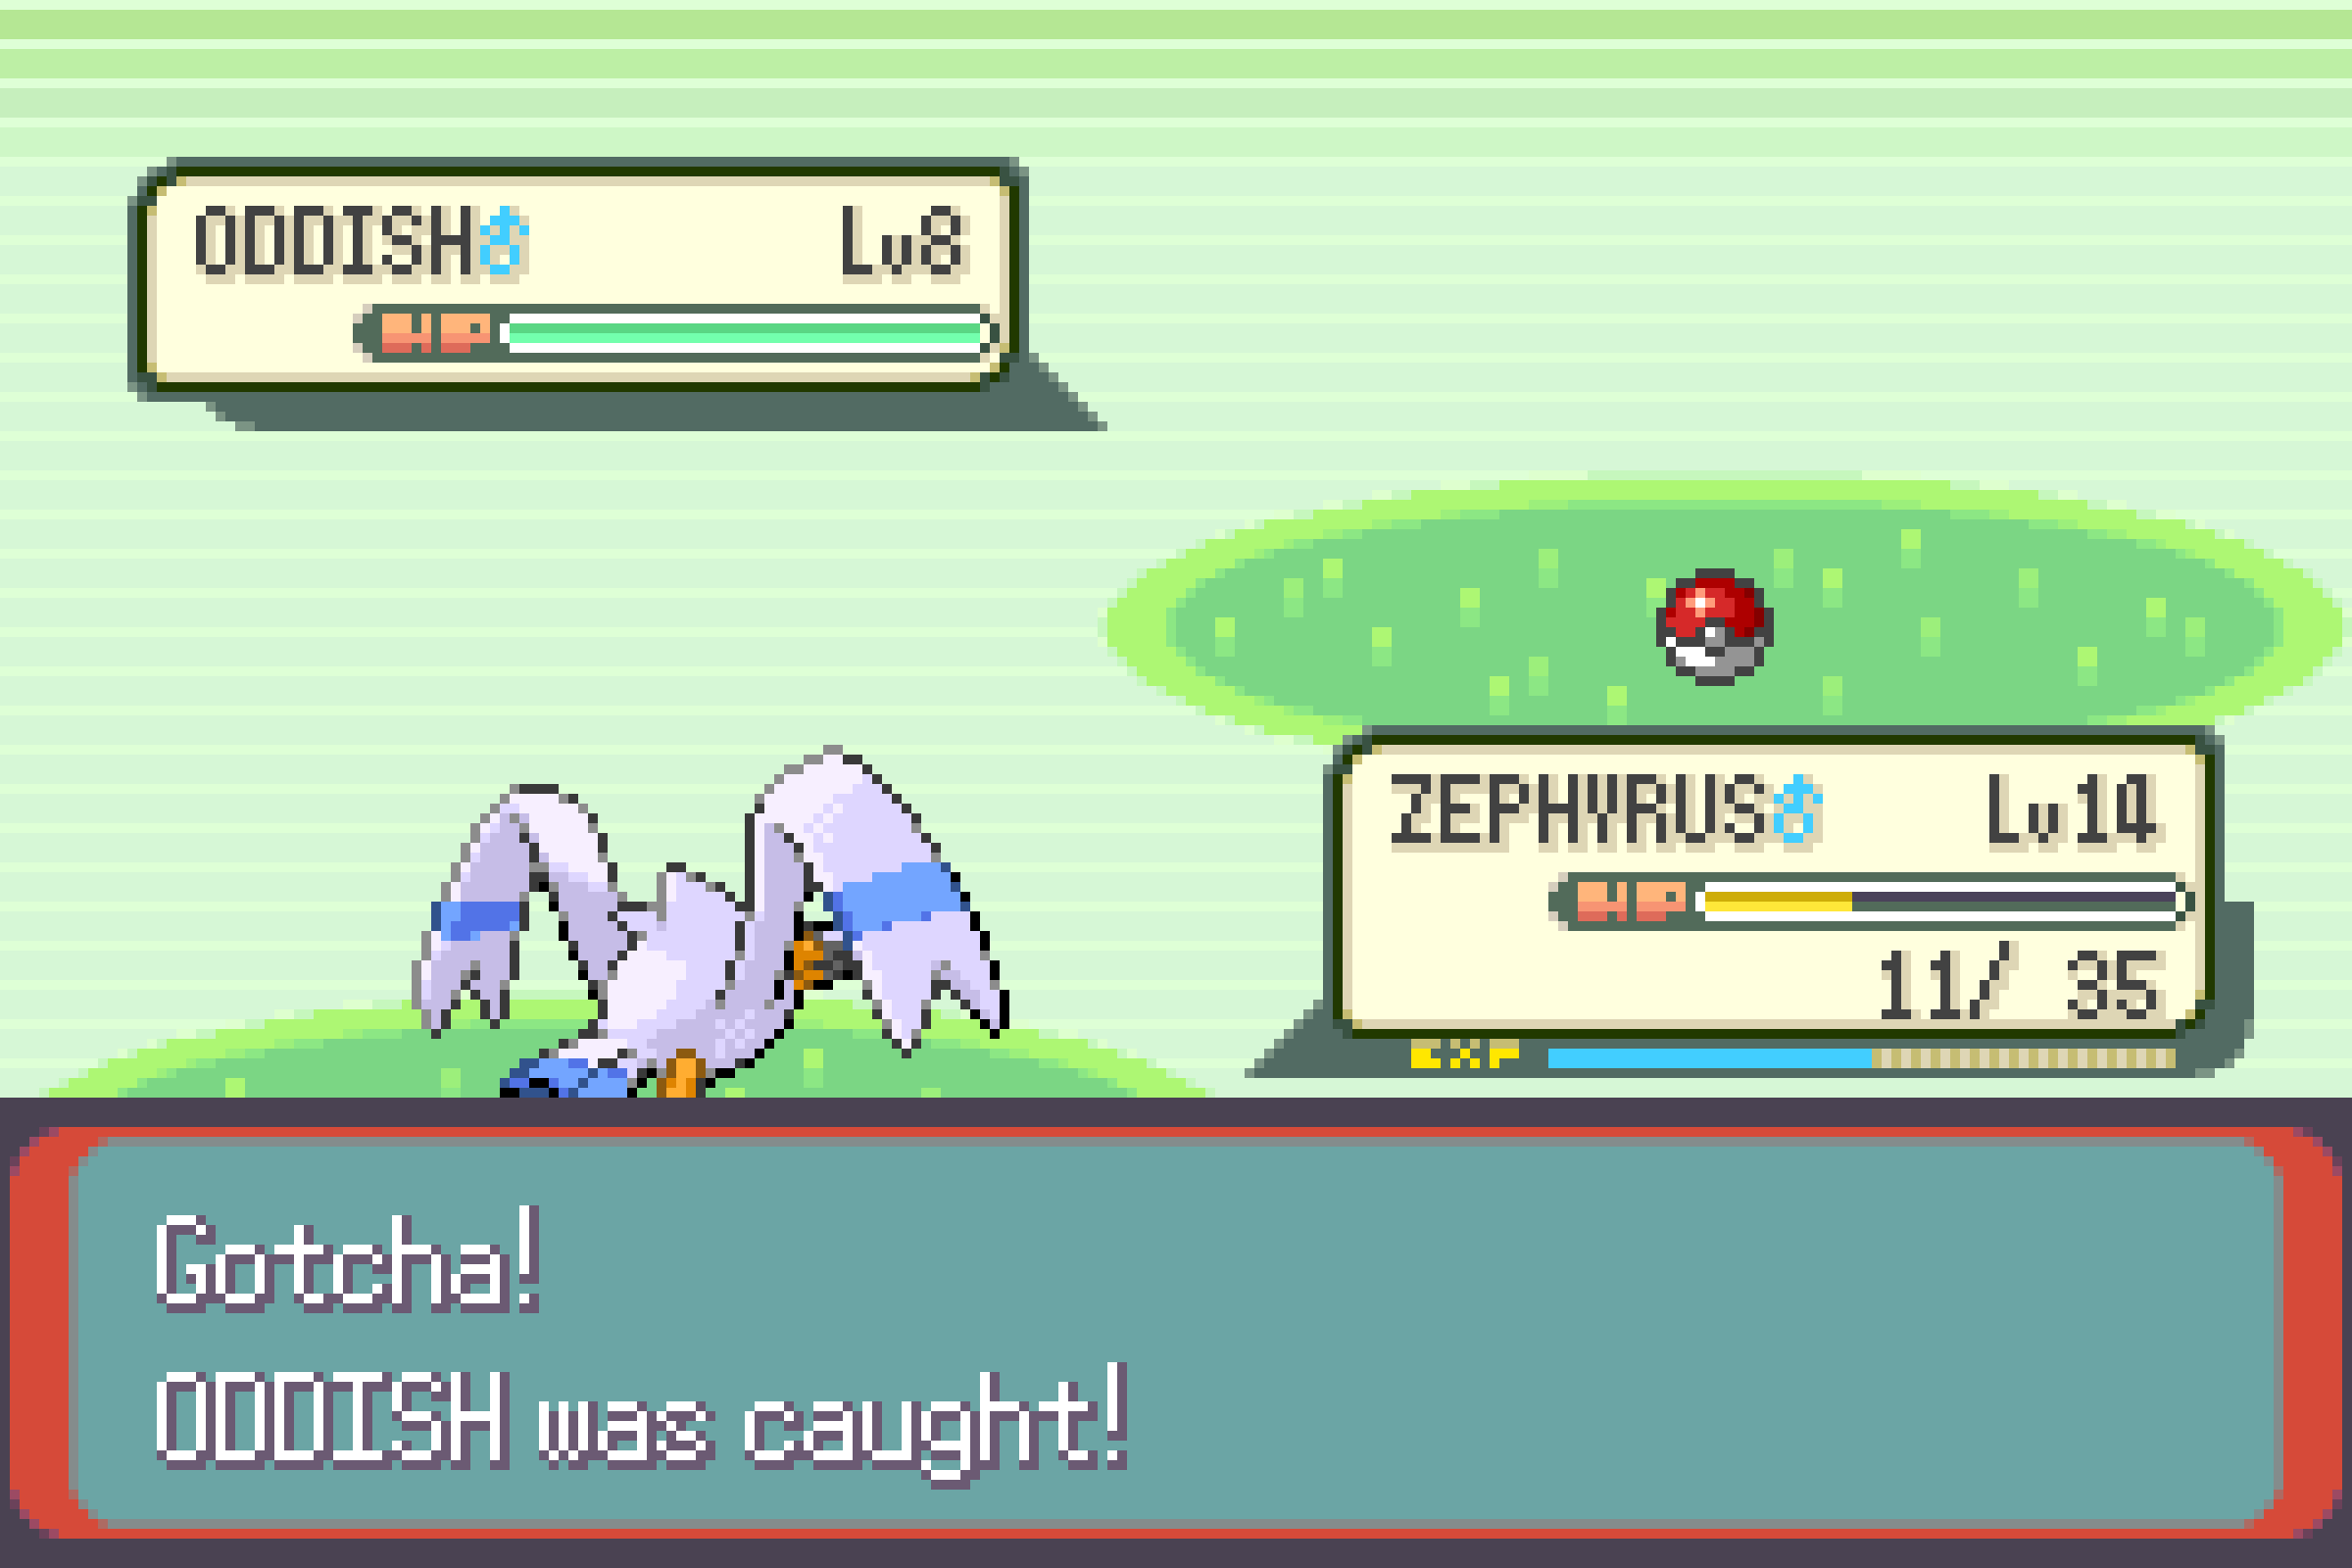 ODDISH♂ Lv8
HP
ZEPHYRUS♂ Lv14
HP
11/ 35
EXP
Gotcha!
ODDISH was caught!